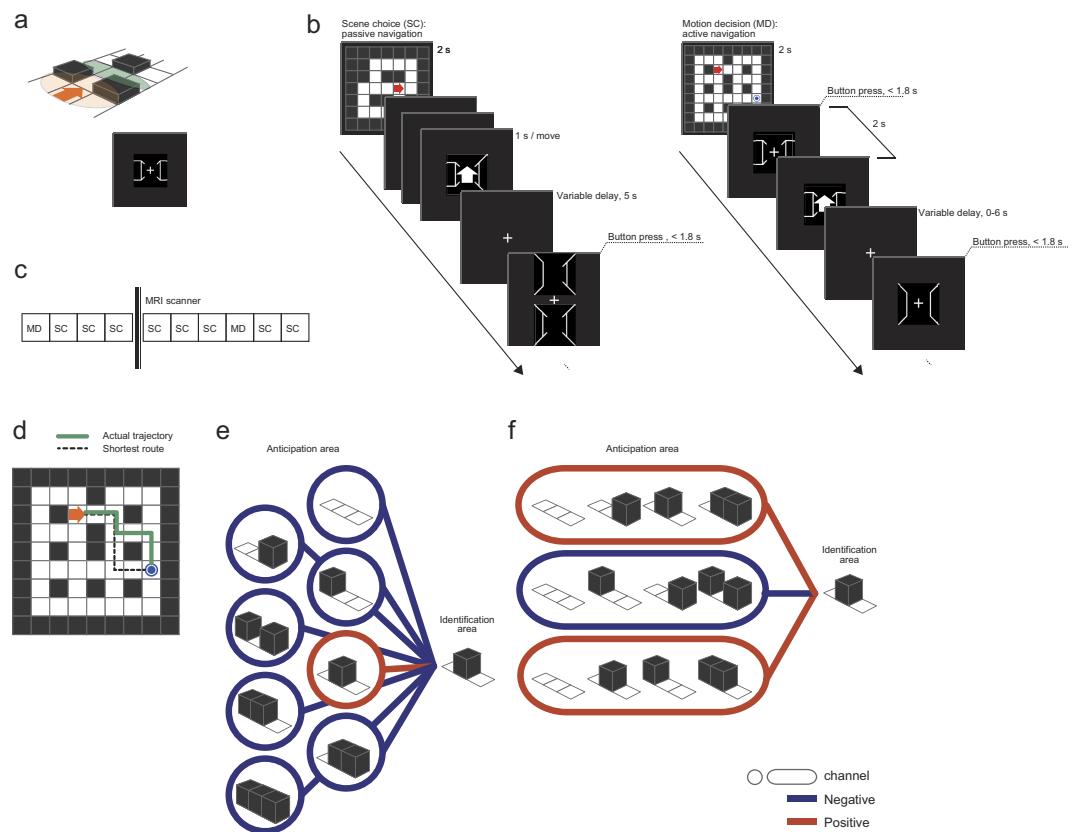 a
b
Scene choice (SC):
passive navigation
2 s
1 s / move
Variable delay, 5 s
Button press , < 1.8 s
Motion decision (MD):
active navigation
2 s
Button press, < 1.8 s
2 s
Variable delay, 0-6 s
Button press, < 1.8 s
c
MRI scanner
MD SC SC SC SC SC SC MD SC SC
d
Actual trajectory
Shortest route
e
Anticipation area
Identification
area
f
Anticipation area
Identification
area
channel
Negative
Positive